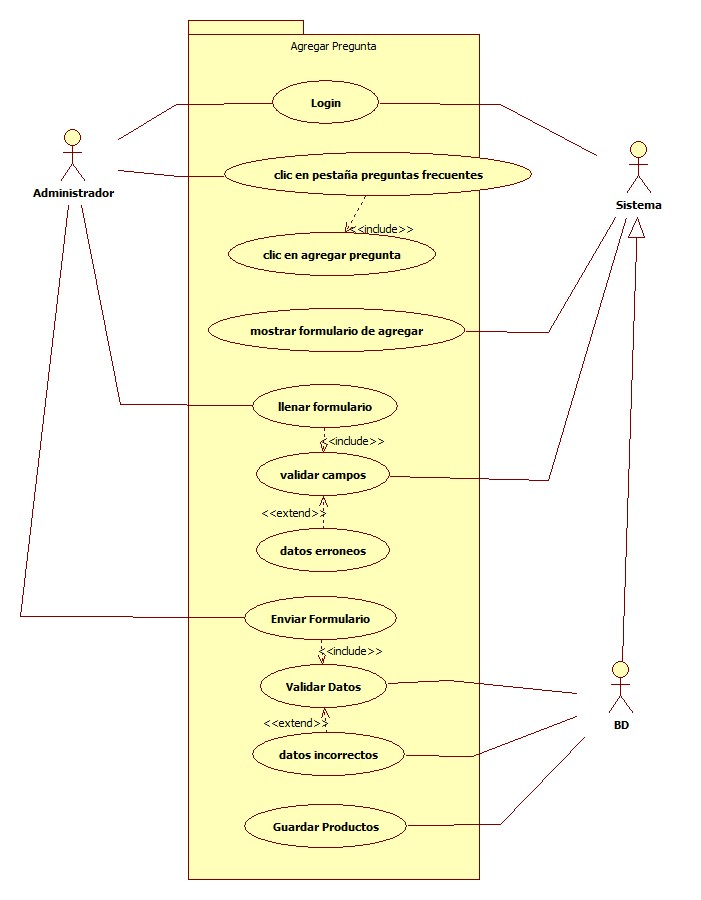 Agregar Pregunta
Login
Administrador
Sistema
clic en pestaña preguntas frecuentes
<<include>>
clic en agregar pregunta
mostrar formulario de agregar
llenar formulario
<<include>>
validar campos
<<extend>>
datos erroneos
Enviar Formulario
<<include>>
Validar Datos
<<extend>>
BD
datos incorrectos
Guardar Productos